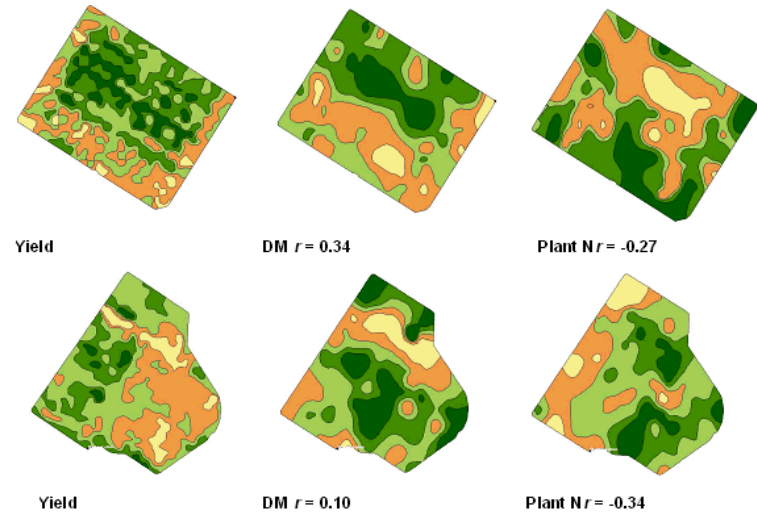 Yield
DM r = 0.34
Plant N r = -0.27
Yield
DM r = 0.10
Plant N r = -0.34